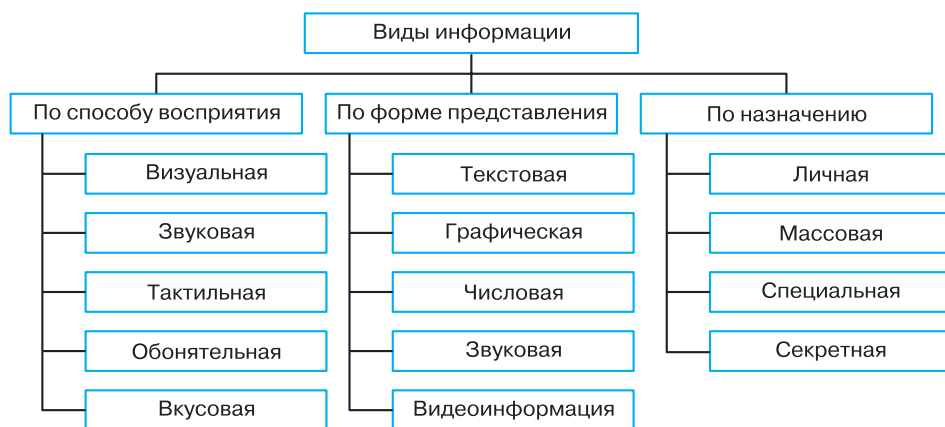 Виды информации
По способу восприятия
Визуальная
Звуковая
Тактильная
Обонятельная
Вкусовая
По форме представления
Текстовая
Графическая
Числовая
Звуковая
Видеоинформация
По назначению
Личная
Массовая
Специальная
Секретная